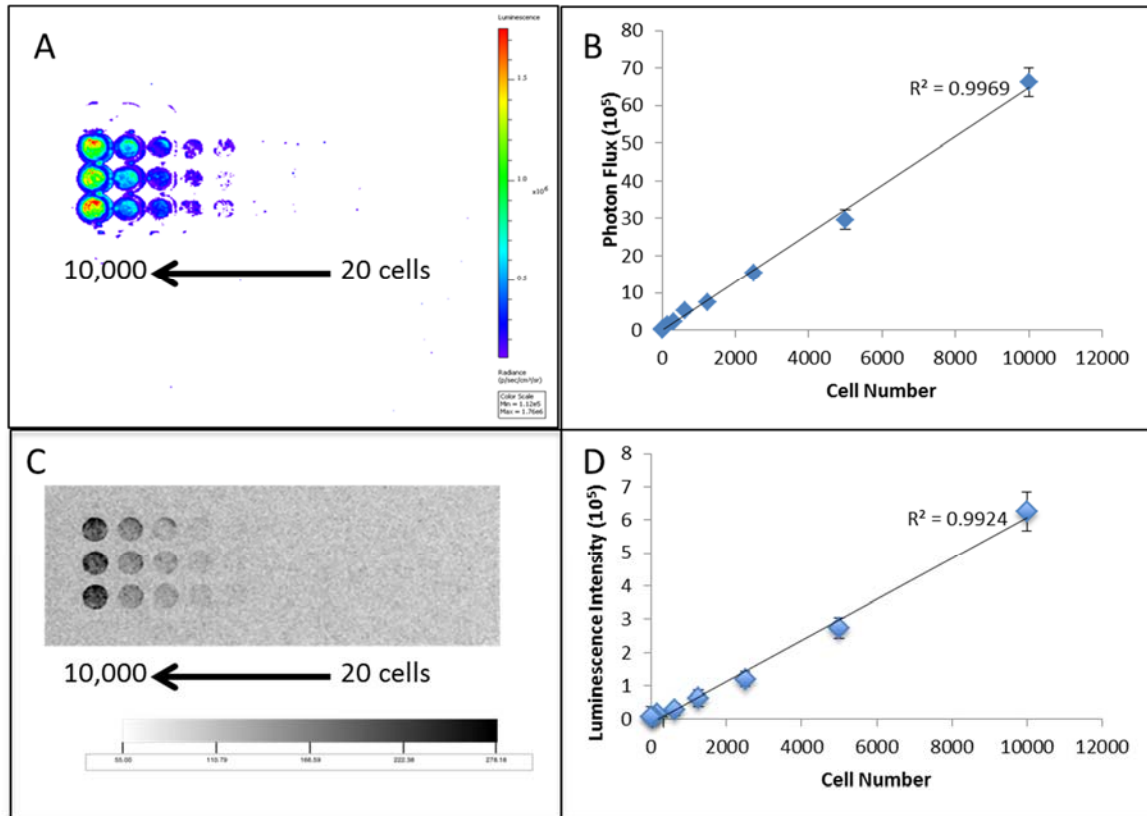 A
Luminescence
1.5
1.0
x10⁶
0.5
Radiance
(p/sec/cm²/sr)
Color Scale
Min = 1.12e5
Max = 1.76e6
10,000
20 cells
B
80
70
60
50
40
30
20
10
0
Photon Flux (10⁵)
R² = 0.9969
0 2000 4000 6000 8000 10000 12000
Cell Number
C
10,000
20 cells
55.00 110.79 166.59 222.38 278.18
D
8
7
6
5
4
3
2
1
0
Luminescence Intensity (10⁵)
R² = 0.9924
0 2000 4000 6000 8000 10000 12000
Cell Number